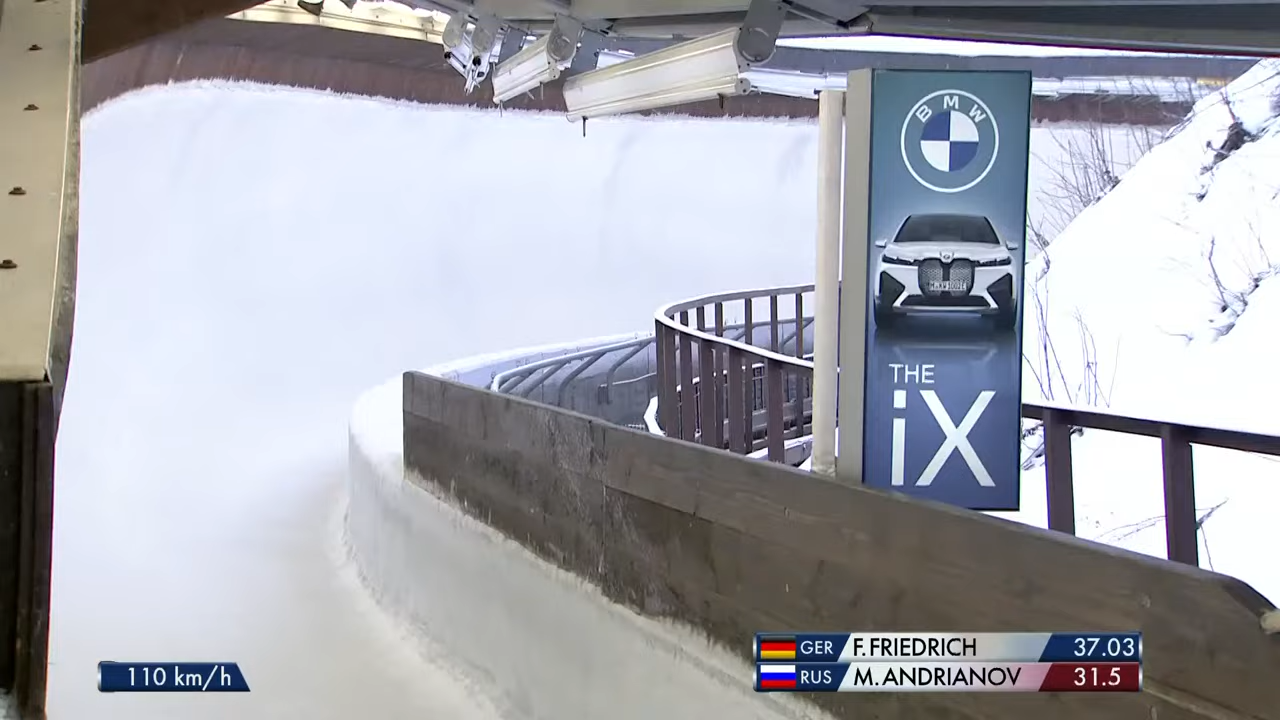 BMW
THE
iX
110 km/h
GER F. FRIEDRICH 37.03
RUS M. ANDRIANOV 31.5